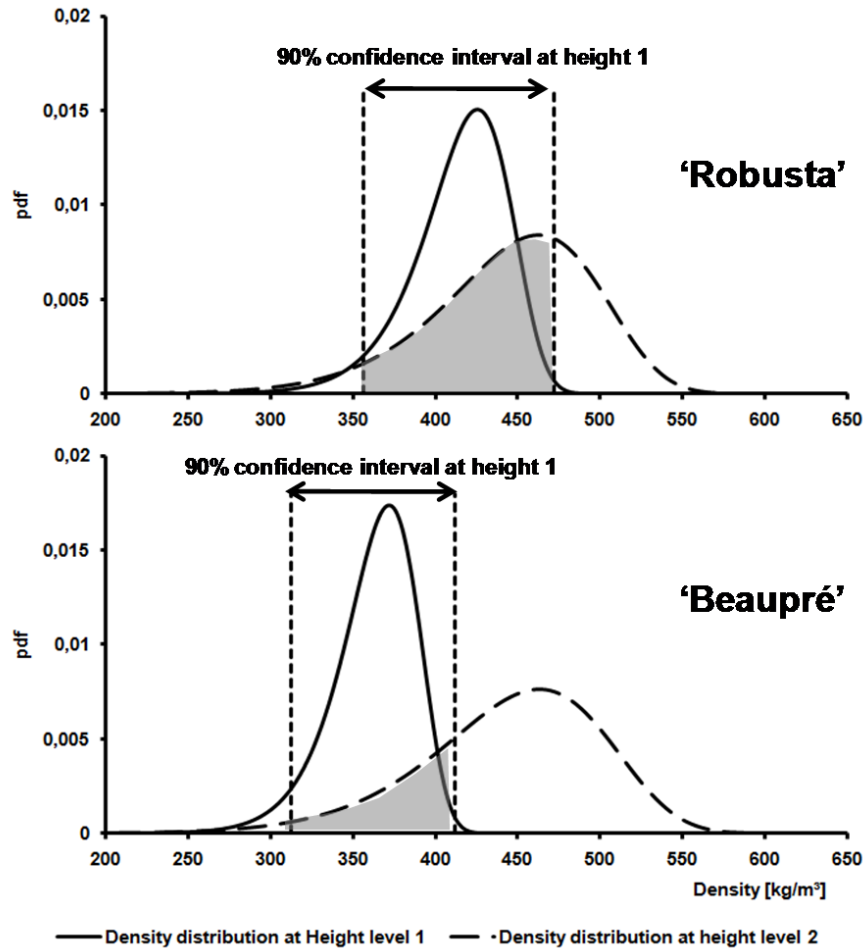 0,02
90% confidence interval at height 1
0,015
‘Robusta’
pdf
0,01
0,005
0
200 250 300 350 400 450 500 550 600 650
0,02
90% confidence interval at height 1
0,015
‘Beaupré’
pdf
0,01
0,005
0
200 250 300 350 400 450 500 550 600 650
Density [kg/m³]
Density distribution at Height level 1 Density distribution at height level 2